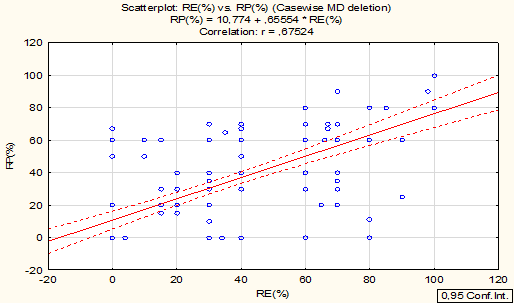 Scatterplot: RE(%) vs. RP(%) (Casewise MD deletion)
RP(%) = 10,774 + ,65554 * RE(%)
Correlation: r = ,67524
120
100
80
60
40
20
0
-20
RP(%)
-20 0 20 40 60 80 100 120
RE(%)
0,95 Conf.Int.